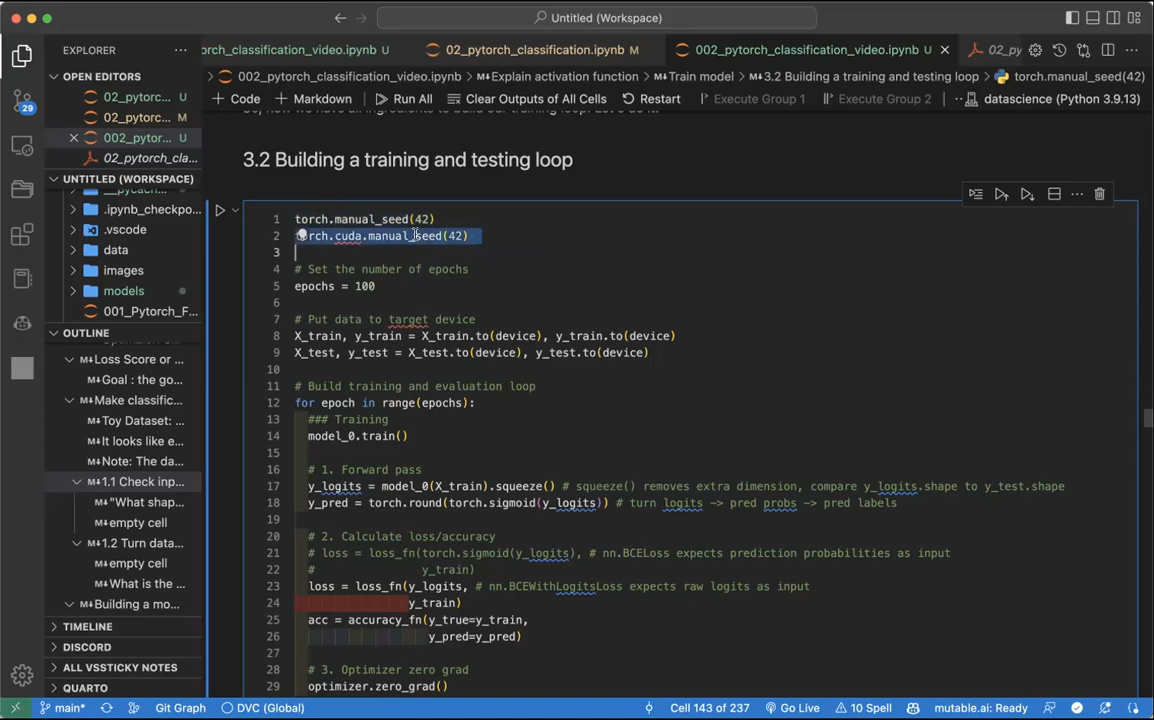 Untitled (Workspace)
EXPLORER
OPEN EDITORS
02_pytorc... U
02_pytorc... M
002_pytor... U
02_pytorch_cla...
UNTITLED (WORKSPACE)
.ipynb_checkpo...
.vscode
data
images
models
001_Pytorch_F...
OUTLINE
Loss Score or ...
Goal : the go...
Make classific...
Toy Dataset: ...
It looks like e...
Note: The da...
1.1 Check inp...
"What shap...
empty cell
1.2 Turn data...
empty cell
What is the ...
Building a mo...
TIMELINE
DISCORD
ALL VSSTICKY NOTES
QUARTO
29
torch_classification_video.ipynb U
02_pytorch_classification.ipynb M
002_pytorch_classification_video.ipynb U
02_py
002_pytorch_classification_video.ipynb > Explain activation function > Train model > 3.2 Building a training and testing loop > torch.manual_seed(42)
+ Code + Markdown Run All Clear Outputs of All Cells Restart Execute Group 1 Execute Group 2 ... datascience (Python 3.9.13)
3.2 Building a training and testing loop
1 torch.manual_seed(42)
2 torch.cuda.manual_seed(42)
3
4 # Set the number of epochs
5 epochs = 100
6
7 # Put data to target device
8 X_train, y_train = X_train.to(device), y_train.to(device)
9 X_test, y_test = X_test.to(device), y_test.to(device)
10
11 # Build training and evaluation loop
12 for epoch in range(epochs):
13 ### Training
14 model_0.train()
15
16 # 1. Forward pass
17 y_logits = model_0(X_train).squeeze() # squeeze() removes extra dimension, compare y_logits.shape to y_test.shape
18 y_pred = torch.round(torch.sigmoid(y_logits)) # turn logits -> pred probs -> pred labels
19
20 # 2. Calculate loss/accuracy
21 # loss = loss_fn(torch.sigmoid(y_logits), # nn.BCELoss expects prediction probabilities as input
22 # y_train)
23 loss = loss_fn(y_logits, # nn.BCEWithLogitsLoss expects raw logits as input
24 y_train)
25 acc = accuracy_fn(y_true=y_train,
26 y_pred=y_pred)
27
28 # 3. Optimizer zero grad
29 optimizer.zero_grad()
main* Git Graph DVC (Global) Cell 143 of 237 Go Live 10 Spell mutable.ai: Ready